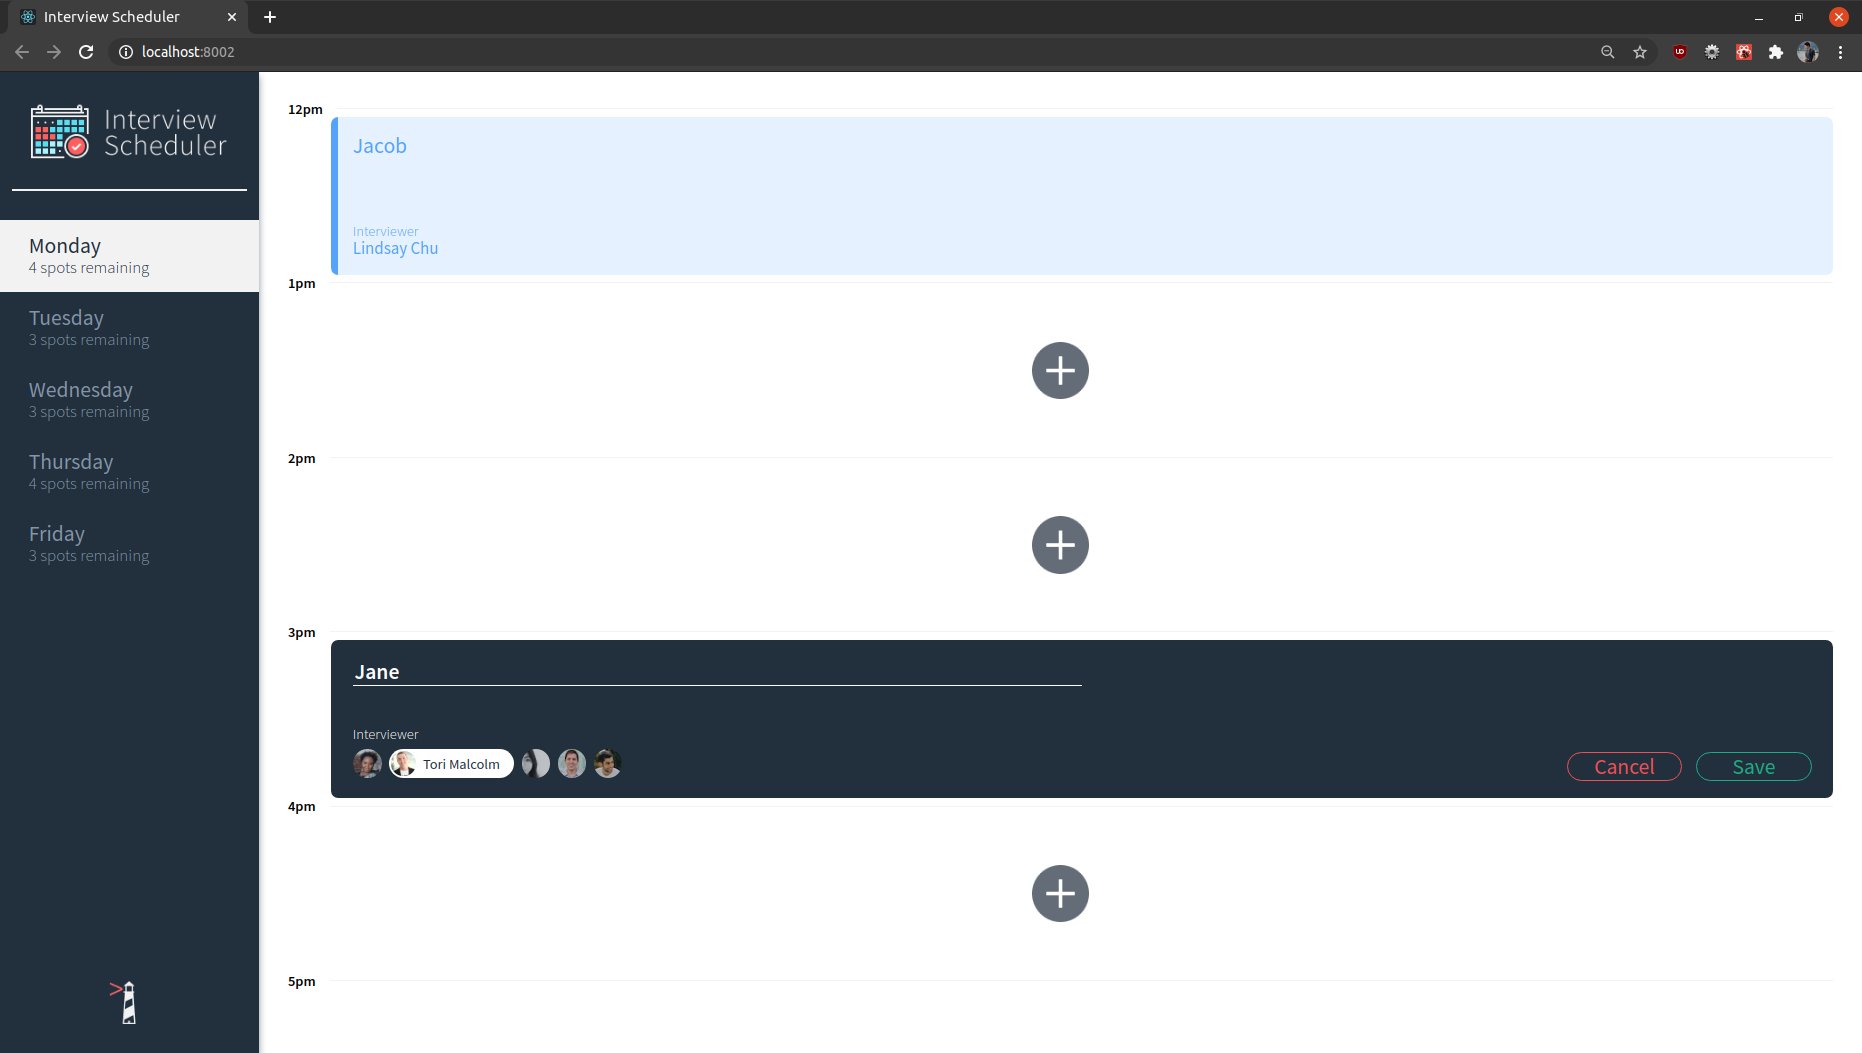 Interview Scheduler
localhost:8002
Interview
Scheduler
Monday
4 spots remaining
Tuesday
3 spots remaining
Wednesday
3 spots remaining
Thursday
4 spots remaining
Friday
3 spots remaining
12pm
Jacob
Interviewer
Lindsay Chu
1pm
2pm
3pm
Jane
Interviewer
Tori Malcolm
Cancel
Save
4pm
5pm